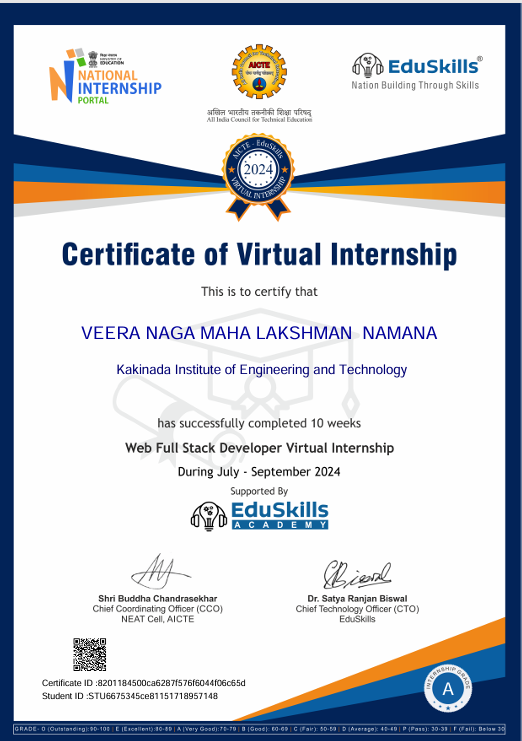 शिक्षा मंत्रालय
MINISTRY OF
EDUCATION
NATIONAL
INTERNSHIP
PORTAL
AICTE
अखिल भारतीय तकनीकी शिक्षा परिषद्
All India Council for Technical Education
EduSkills®
Nation Building Through Skills
AICTE - EduSkills
2024
VIRTUAL INTERNSHIP
Certificate of Virtual Internship
This is to certify that
VEERA NAGA MAHA LAKSHMAN NAMANA
Kakinada Institute of Engineering and Technology
has successfully completed 10 weeks
Web Full Stack Developer Virtual Internship
During July - September 2024
Supported By
EduSkills
ACADEMY
Shri Buddha Chandrasekhar
Chief Coordinating Officer (CCO)
NEAT Cell, AICTE
Dr. Satya Ranjan Biswal
Chief Technology Officer (CTO)
EduSkills
Certificate ID :8201184500ca6287f576f6044f06c65d
Student ID :STU6675345ce81151718957148
INTERNSHIP GRADE
A
GRADE- O (Outstanding):90-100 | E (Excellent):80-89 | A (Very Good):70-79 | B (Good): 60-69 | C (Fair): 50-59 | D (Average): 40-49 | P (Pass): 30-39 | F (Fail): Below 30